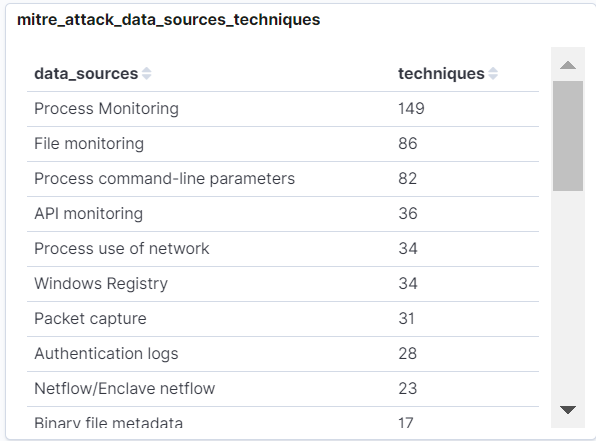 mitre_attack_data_sources_techniques
data_sources techniques
Process Monitoring 149
File monitoring 86
Process command-line parameters 82
API monitoring 36
Process use of network 34
Windows Registry 34
Packet capture 31
Authentication logs 28
Netflow/Enclave netflow 23
Binary file metadata 17